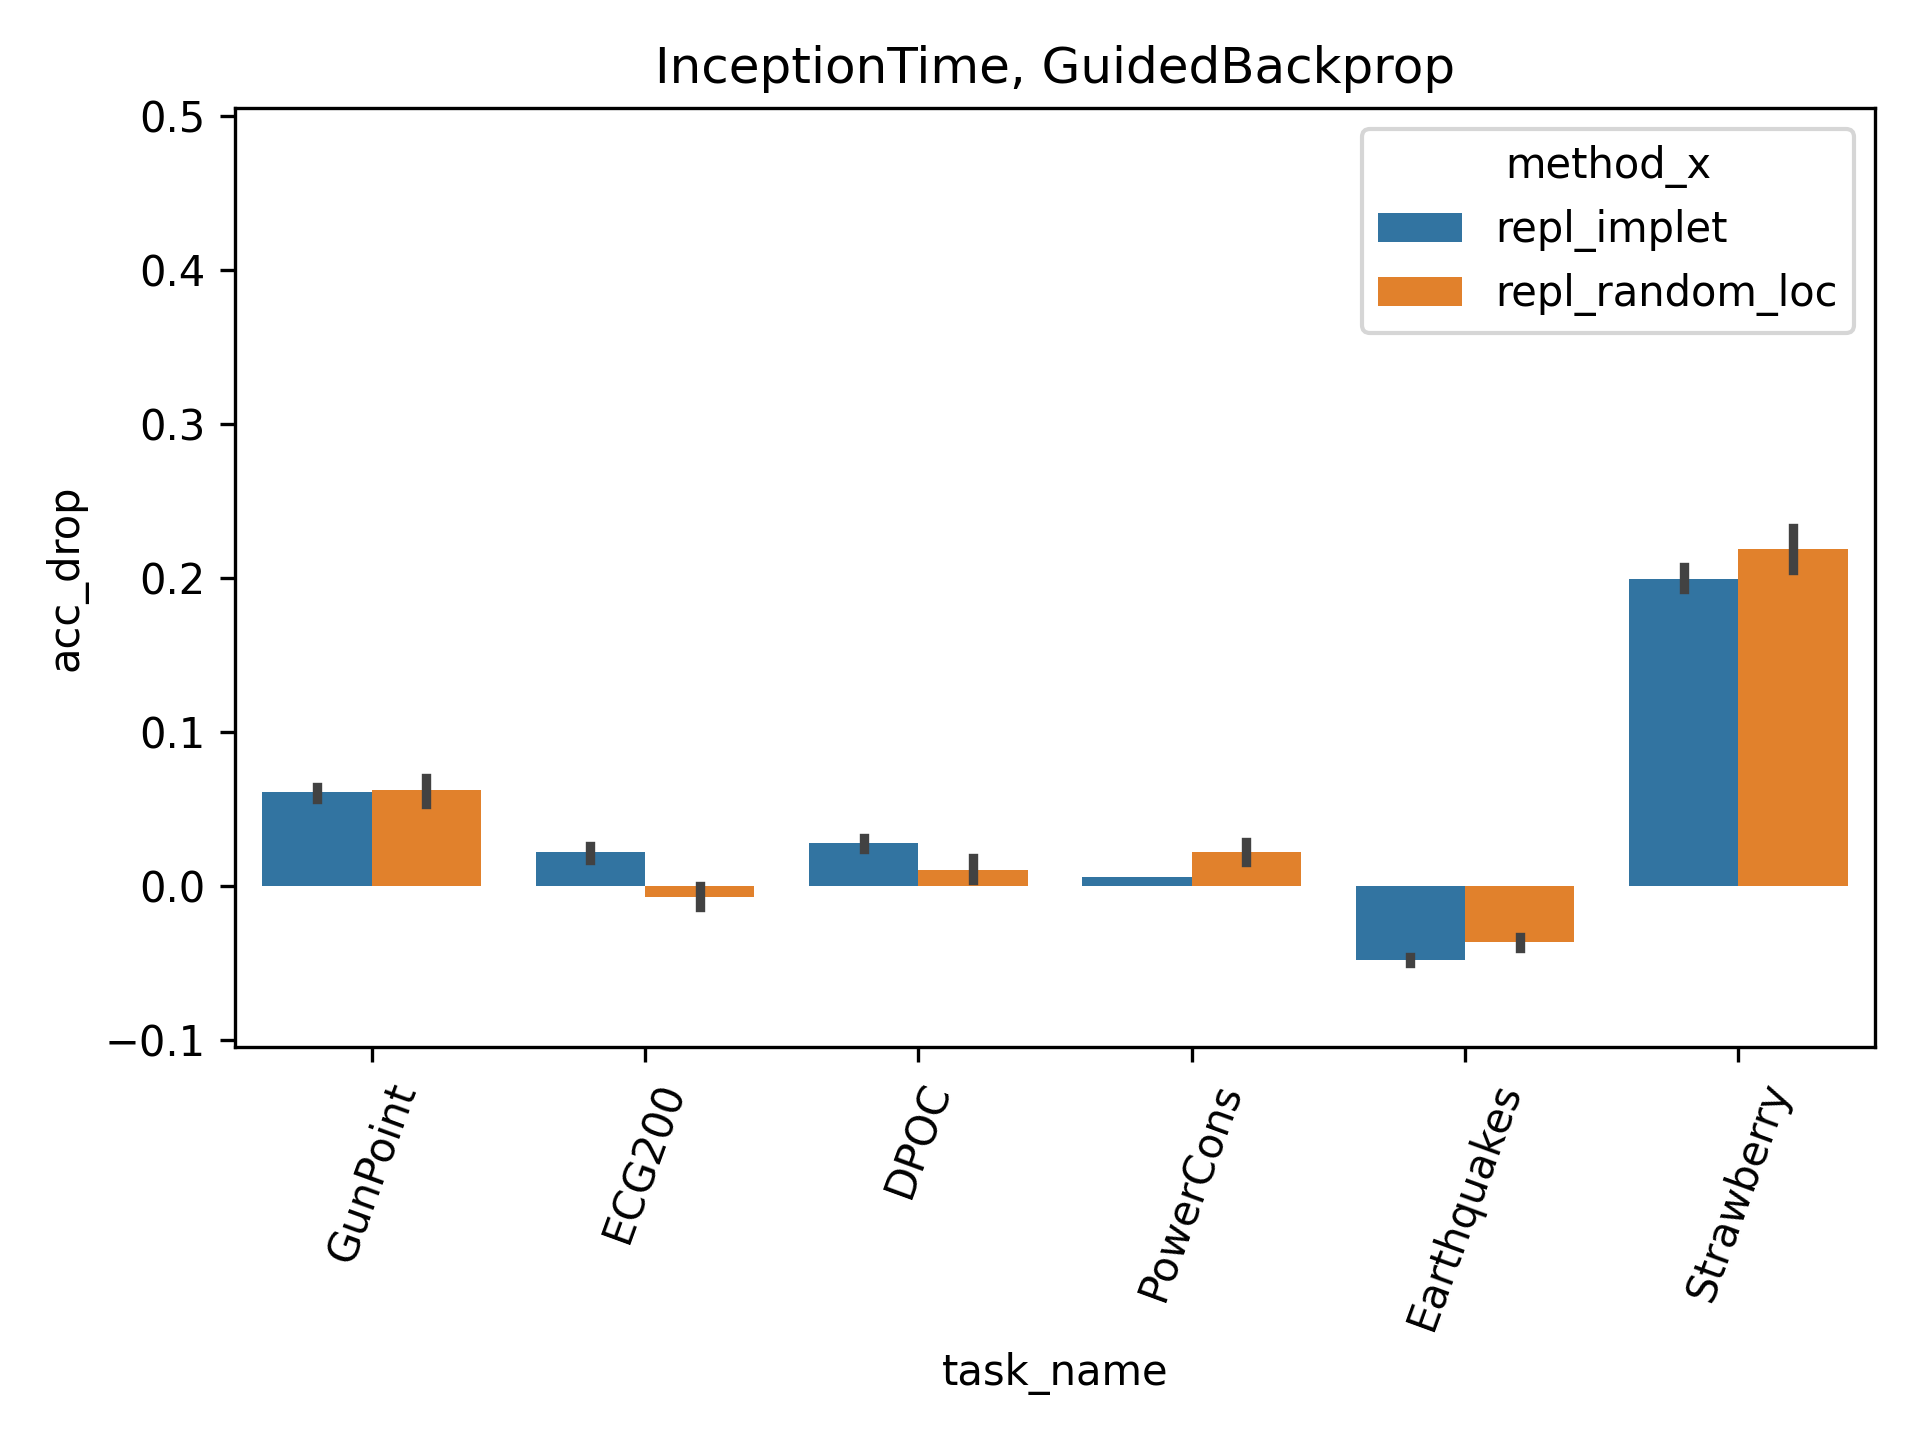 InceptionTime, GuidedBackprop
0.5
0.4
0.3
0.2
0.1
0.0
−0.1
acc_drop
method_x
repl_implet
repl_random_loc
GunPoint
ECG200
DPOC
PowerCons
Earthquakes
Strawberry
task_name